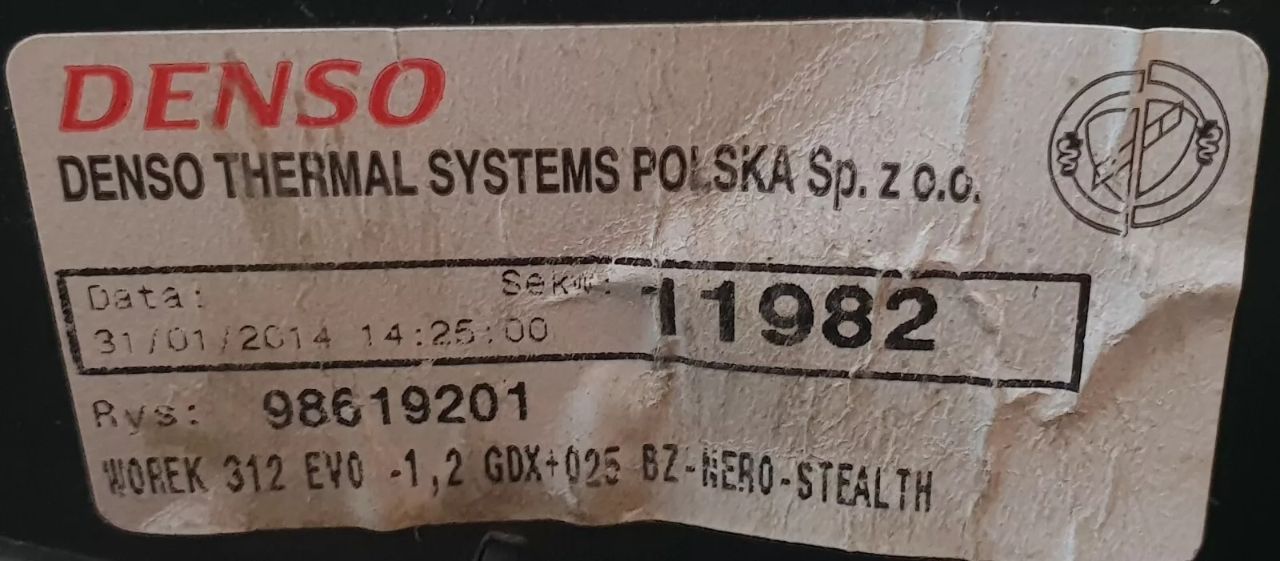 DENSO
DENSO THERMAL SYSTEMS POLSKA Sp. z o.o.
Data: Sekw: 11982
31/01/2014 14:25:00
Rys: 98619201
WOREK 312 EVO -1,2 GDX+025 BZ-NERO-STEALTH